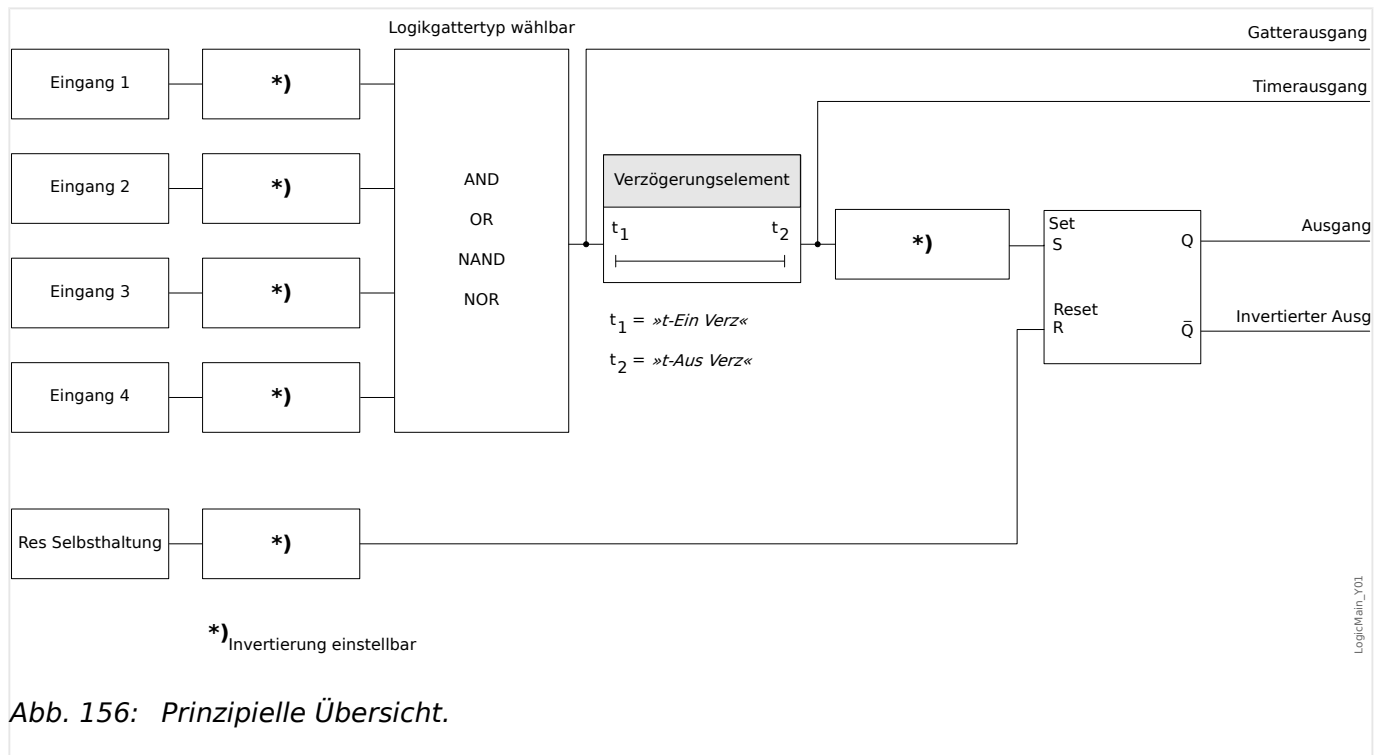 Logikgattertyp wählbar
Gatterausgang
Timerausgang
Eingang 1
*)
Eingang 2
*)
Eingang 3
*)
Eingang 4
*)
AND
OR
NAND
NOR
Verzögerungselement
t1
t2
t1 = »t-Ein Verz«
t2 = »t-Aus Verz«
*)
Set
S
Q
Reset
R
Q̅
Ausgang
Invertierter Ausg
Res Selbsthaltung
*)
*) Invertierung einstellbar
LogicMain_Y01
Abb. 156: Prinzipielle Übersicht.